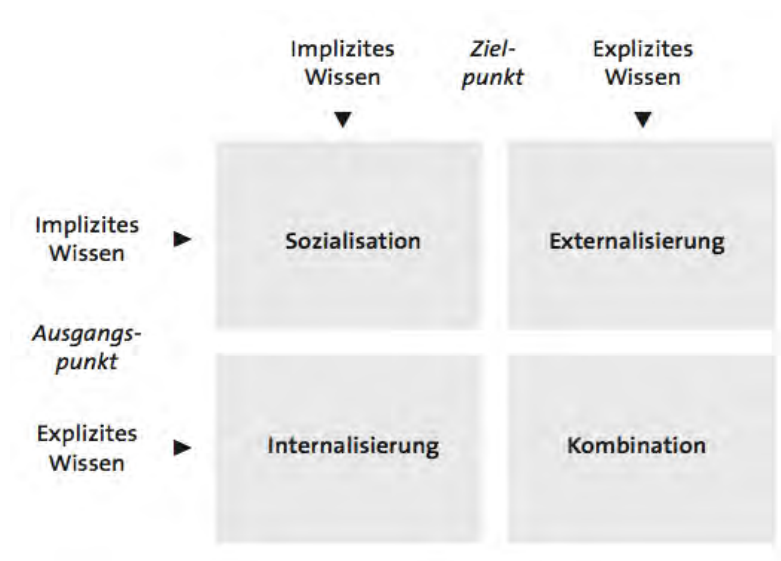 Implizites Ziel- Explizites
Wissen punkt Wissen
Implizites
Wissen
Sozialisation Externalisierung
Ausgangs-
punkt
Explizites
Wissen
Internalisierung Kombination